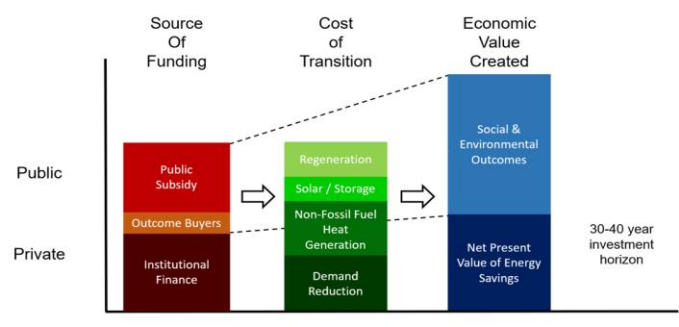 Source
Of
Funding
Cost
of
Transition
Economic
Value
Created
Public
Private
Public
Subsidy
Outcome Buyers
Institutional
Finance
Regeneration
Solar / Storage
Non-Fossil Fuel
Heat
Generation
Demand
Reduction
Social &
Environmental
Outcomes
Net Present
Value of Energy
Savings
30-40 year
investment
horizon